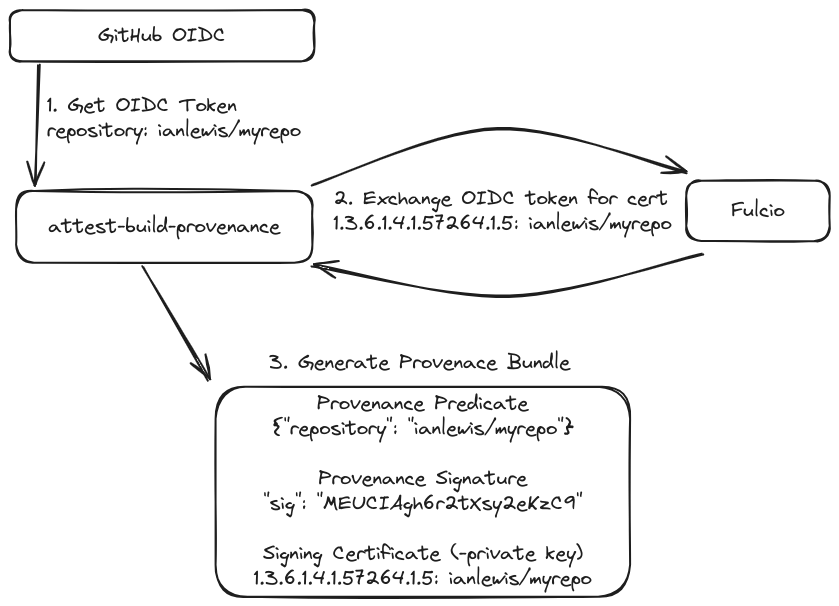 GitHub OIDC
1. Get OIDC Token
repository: ianlewis/myrepo
attest-build-provenance
2. Exchange OIDC token for cert
1.3.6.1.4.1.57264.1.5: ianlewis/myrepo
Fulcio
3. Generate Provenace Bundle
Provenance Predicate
{"repository": "ianlewis/myrepo"}
Provenance Signature
"sig": "MEUCIAgh6r2tXsy2eKzC9"
Signing Certificate (-private key)
1.3.6.1.4.1.57264.1.5: ianlewis/myrepo